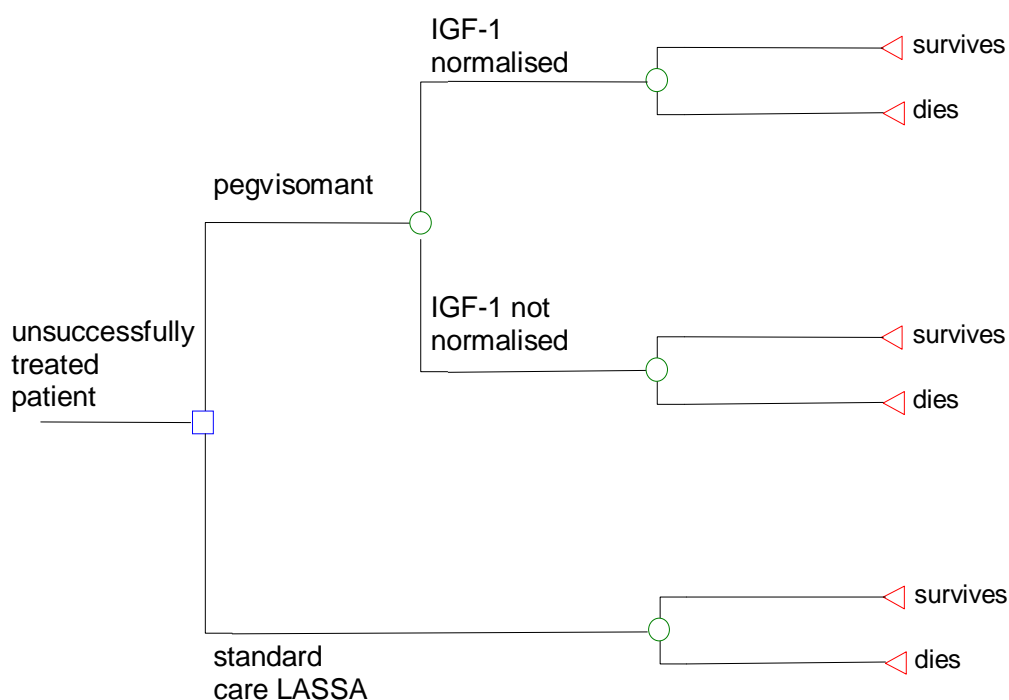 IGF-1
normalised
survives
dies
pegvisomant
IGF-1 not
normalised
survives
dies
unsuccessfully
treated
patient
survives
dies
standard
care LASSA